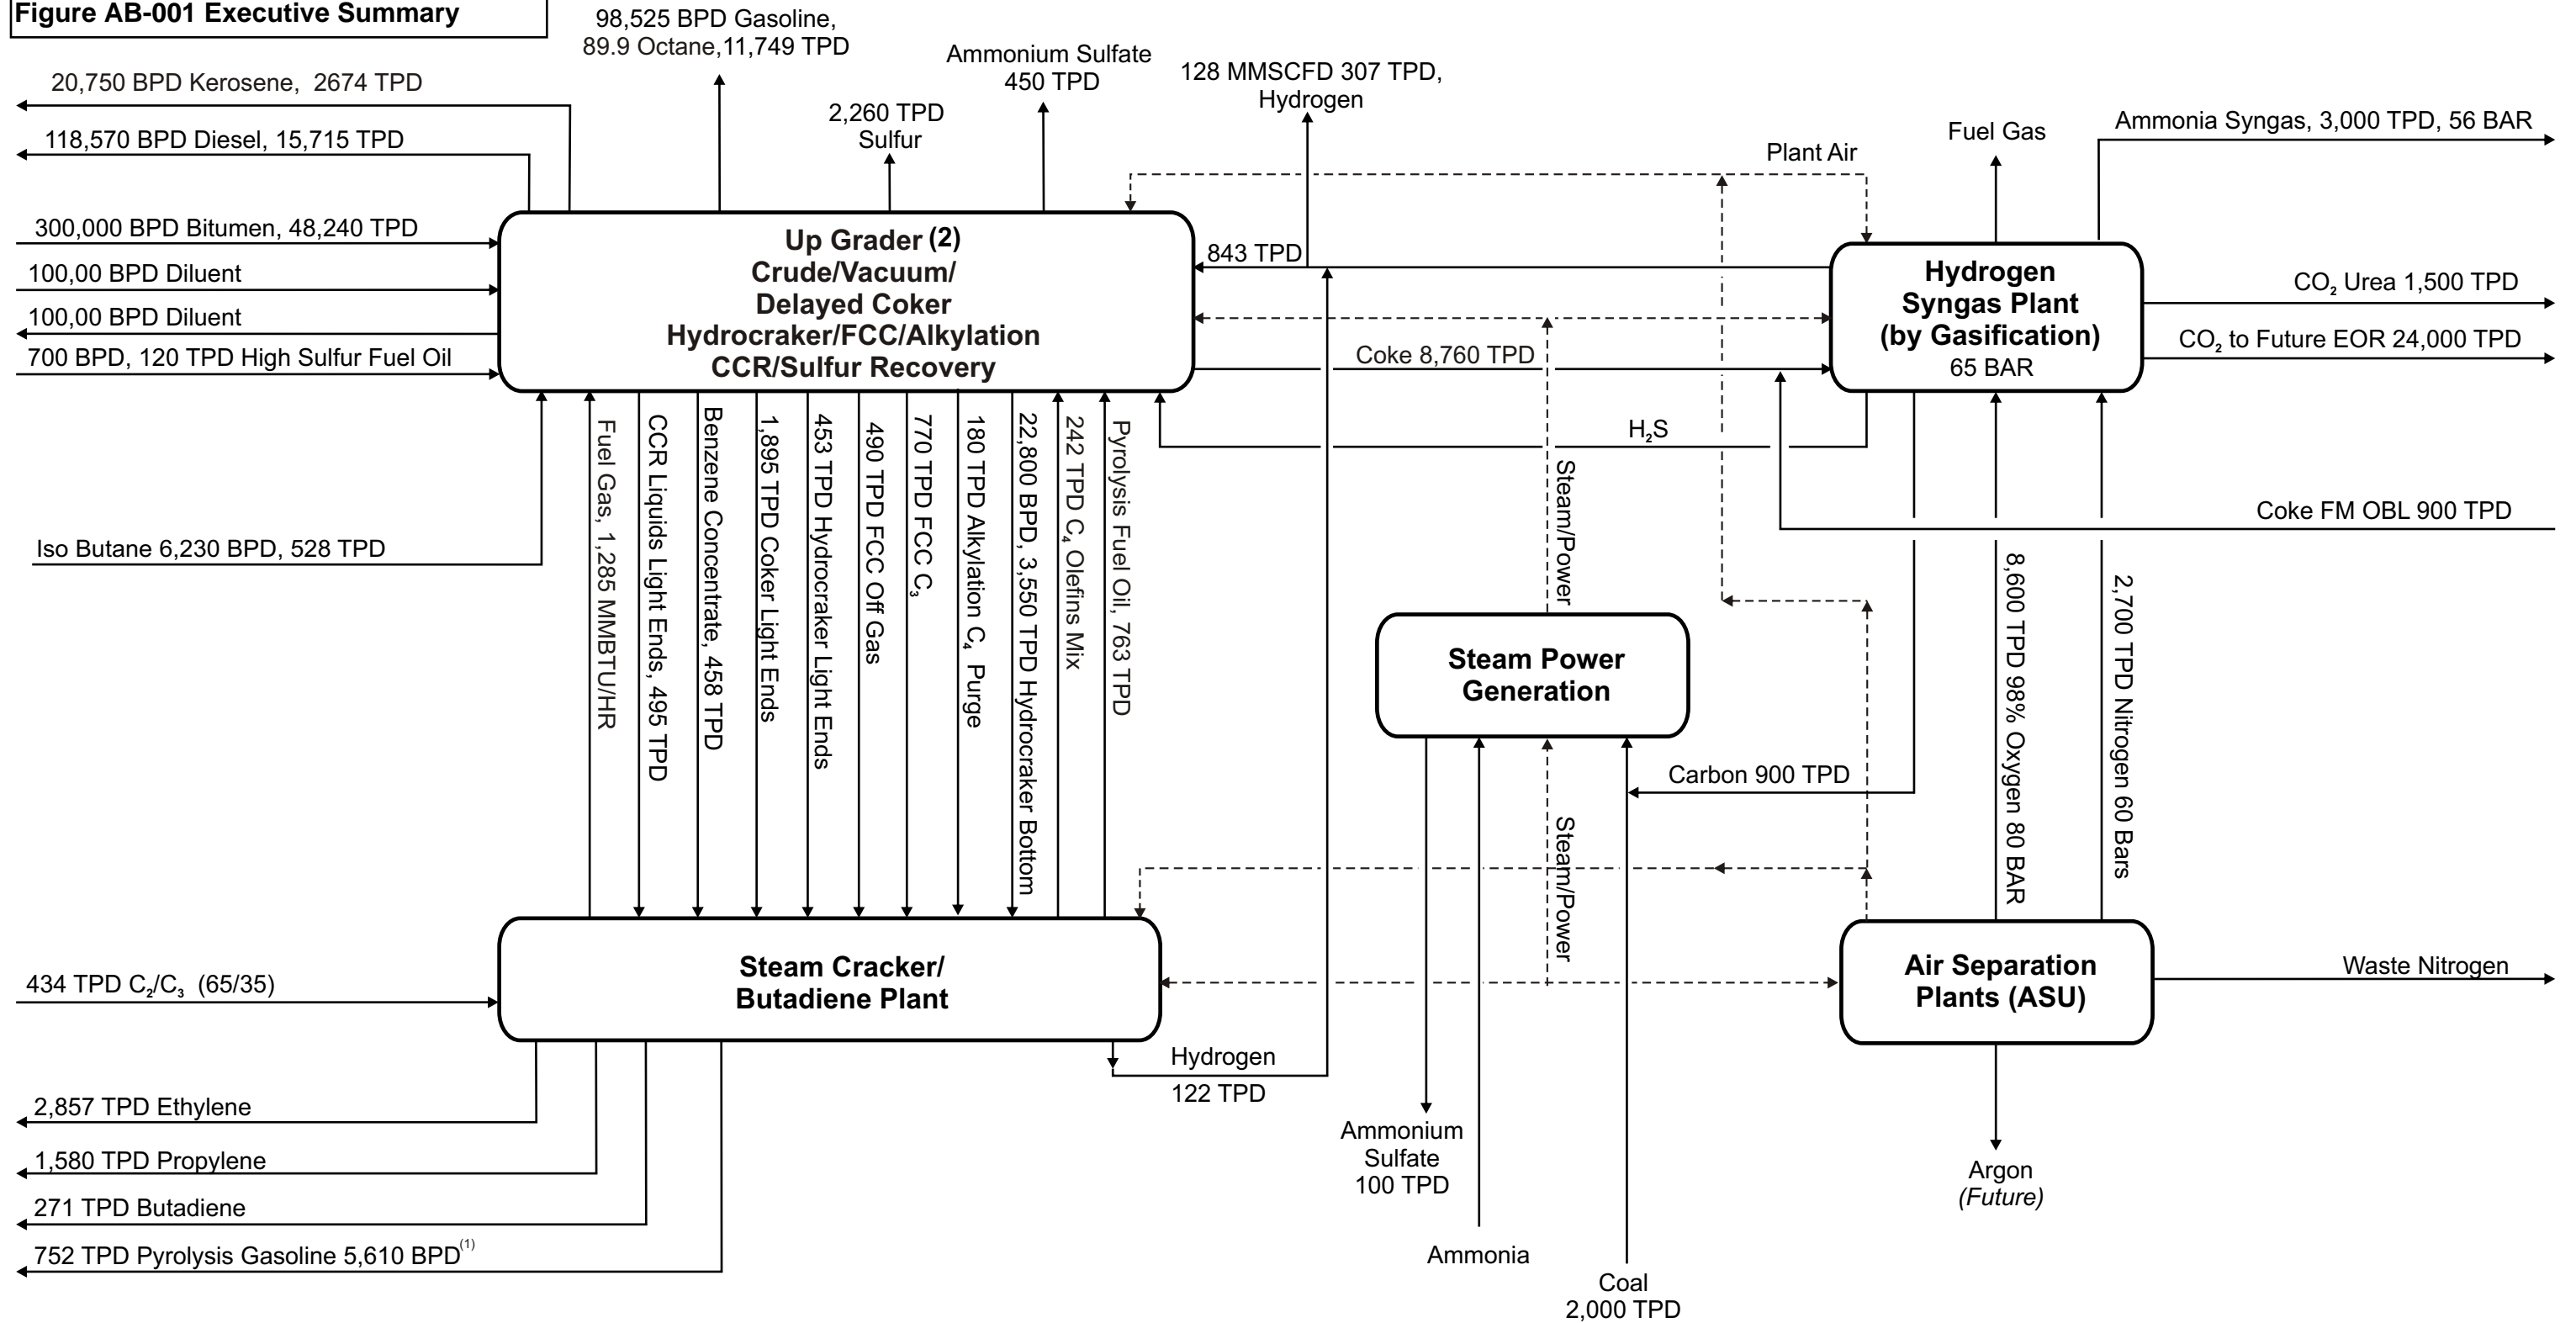 Figure AB-001 Executive Summary
98,525 BPD Gasoline,
89.9 Octane,11,749 TPD
Ammonium Sulfate
450 TPD
128 MMSCFD 307 TPD,
Hydrogen
20,750 BPD Kerosene, 2674 TPD
2,260 TPD
Sulfur
118,570 BPD Diesel, 15,715 TPD
Plant Air
Fuel Gas
Ammonia Syngas, 3,000 TPD, 56 BAR
300,000 BPD Bitumen, 48,240 TPD
100,00 BPD Diluent
100,00 BPD Diluent
700 BPD, 120 TPD High Sulfur Fuel Oil
Up Grader (2)
Crude/Vacuum/
Delayed Coker
Hydrocraker/FCC/Alkylation
CCR/Sulfur Recovery
843 TPD
Coke 8,760 TPD
H₂S
Hydrogen
Syngas Plant
(by Gasification)
65 BAR
CO₂ Urea 1,500 TPD
CO₂ to Future EOR 24,000 TPD
Coke FM OBL 900 TPD
Iso Butane 6,230 BPD, 528 TPD
Fuel Gas, 1,285 MMBTU/HR
CCR Liquids Light Ends, 495 TPD
Benzene Concentrate, 458 TPD
1,895 TPD Coker Light Ends
453 TPD Hydrocraker Light Ends
490 TPD FCC Off Gas
770 TPD FCC C₃
180 TPD Alkylation C₄ Purge
22,800 BPD, 3,550 TPD Hydrocraker Bottom
242 TPD C₄ Olefins Mix
Pyrolysis Fuel Oil, 763 TPD
Steam/Power
Steam Power
Generation
Carbon 900 TPD
Steam/Power
8,600 TPD 98% Oxygen 80 BAR
2,700 TPD Nitrogen 60 Bars
434 TPD C₂/C₃ (65/35)
Steam Cracker/
Butadiene Plant
Air Separation
Plants (ASU)
Waste Nitrogen
Hydrogen
122 TPD
2,857 TPD Ethylene
1,580 TPD Propylene
271 TPD Butadiene
752 TPD Pyrolysis Gasoline 5,610 BPD⁽¹⁾
Ammonium
Sulfate
100 TPD
Ammonia
Coal
2,000 TPD
Argon
(Future)